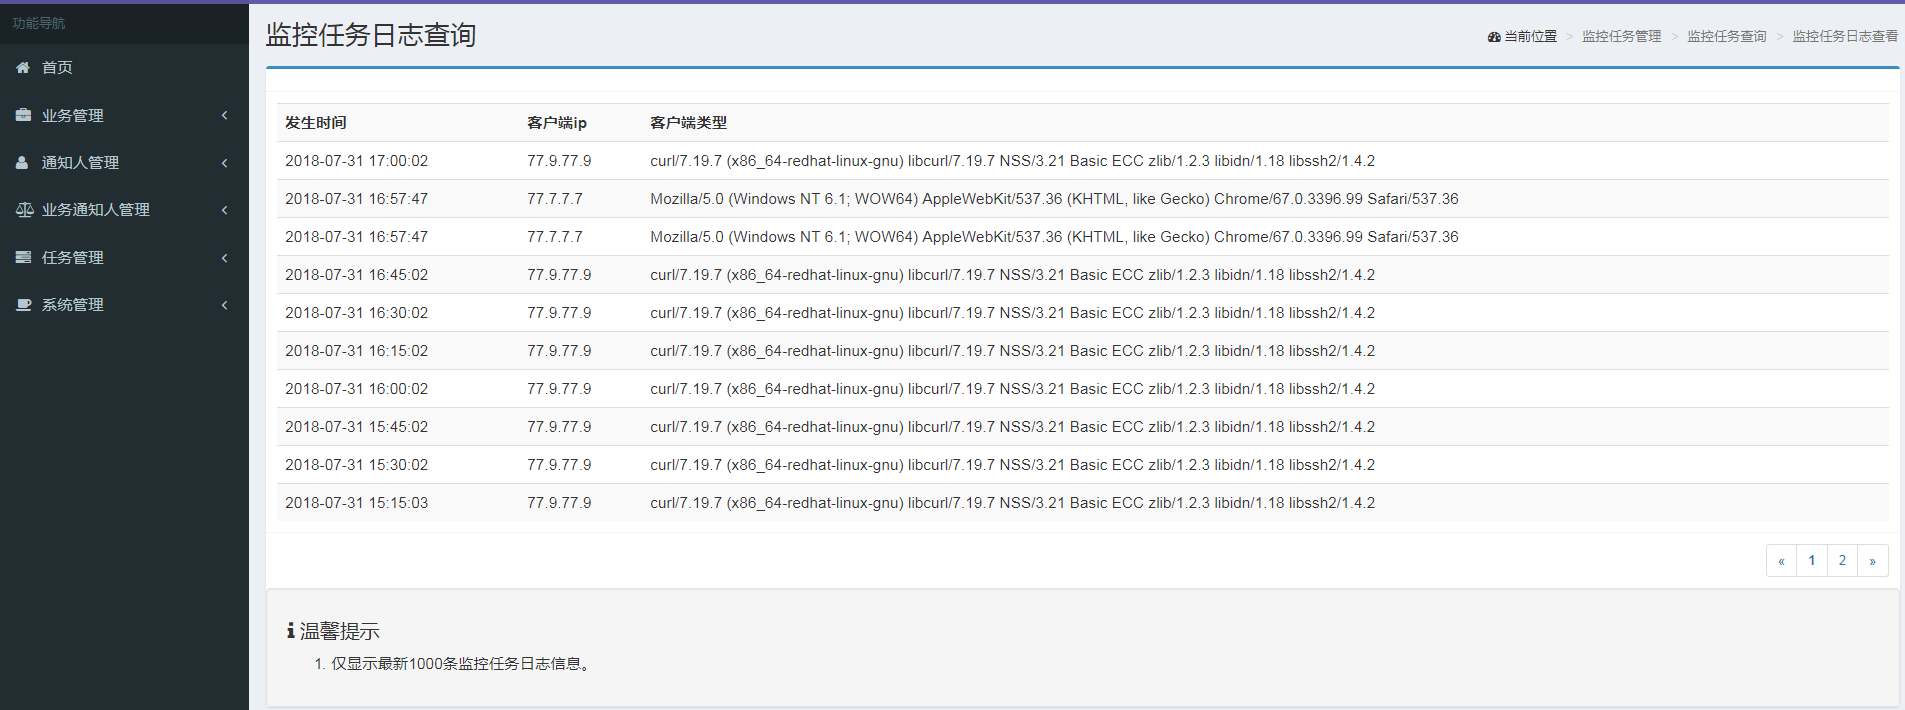 功能导航
首页
业务管理
通知人管理
业务通知人管理
任务管理
系统管理
监控任务日志查询
当前位置 > 监控任务管理 > 监控任务查询 > 监控任务日志查看
发生时间 客户端ip 客户端类型
2018-07-31 17:00:02 77.9.77.9 curl/7.19.7 (x86_64-redhat-linux-gnu) libcurl/7.19.7 NSS/3.21 Basic ECC zlib/1.2.3 libidn/1.18 libssh2/1.4.2
2018-07-31 16:57:47 77.7.7.7 Mozilla/5.0 (Windows NT 6.1; WOW64) AppleWebKit/537.36 (KHTML, like Gecko) Chrome/67.0.3396.99 Safari/537.36
2018-07-31 16:57:47 77.7.7.7 Mozilla/5.0 (Windows NT 6.1; WOW64) AppleWebKit/537.36 (KHTML, like Gecko) Chrome/67.0.3396.99 Safari/537.36
2018-07-31 16:45:02 77.9.77.9 curl/7.19.7 (x86_64-redhat-linux-gnu) libcurl/7.19.7 NSS/3.21 Basic ECC zlib/1.2.3 libidn/1.18 libssh2/1.4.2
2018-07-31 16:30:02 77.9.77.9 curl/7.19.7 (x86_64-redhat-linux-gnu) libcurl/7.19.7 NSS/3.21 Basic ECC zlib/1.2.3 libidn/1.18 libssh2/1.4.2
2018-07-31 16:15:02 77.9.77.9 curl/7.19.7 (x86_64-redhat-linux-gnu) libcurl/7.19.7 NSS/3.21 Basic ECC zlib/1.2.3 libidn/1.18 libssh2/1.4.2
2018-07-31 16:00:02 77.9.77.9 curl/7.19.7 (x86_64-redhat-linux-gnu) libcurl/7.19.7 NSS/3.21 Basic ECC zlib/1.2.3 libidn/1.18 libssh2/1.4.2
2018-07-31 15:45:02 77.9.77.9 curl/7.19.7 (x86_64-redhat-linux-gnu) libcurl/7.19.7 NSS/3.21 Basic ECC zlib/1.2.3 libidn/1.18 libssh2/1.4.2
2018-07-31 15:30:02 77.9.77.9 curl/7.19.7 (x86_64-redhat-linux-gnu) libcurl/7.19.7 NSS/3.21 Basic ECC zlib/1.2.3 libidn/1.18 libssh2/1.4.2
2018-07-31 15:15:03 77.9.77.9 curl/7.19.7 (x86_64-redhat-linux-gnu) libcurl/7.19.7 NSS/3.21 Basic ECC zlib/1.2.3 libidn/1.18 libssh2/1.4.2
« 1 2 »
温馨提示
1. 仅显示最新1000条监控任务日志信息。